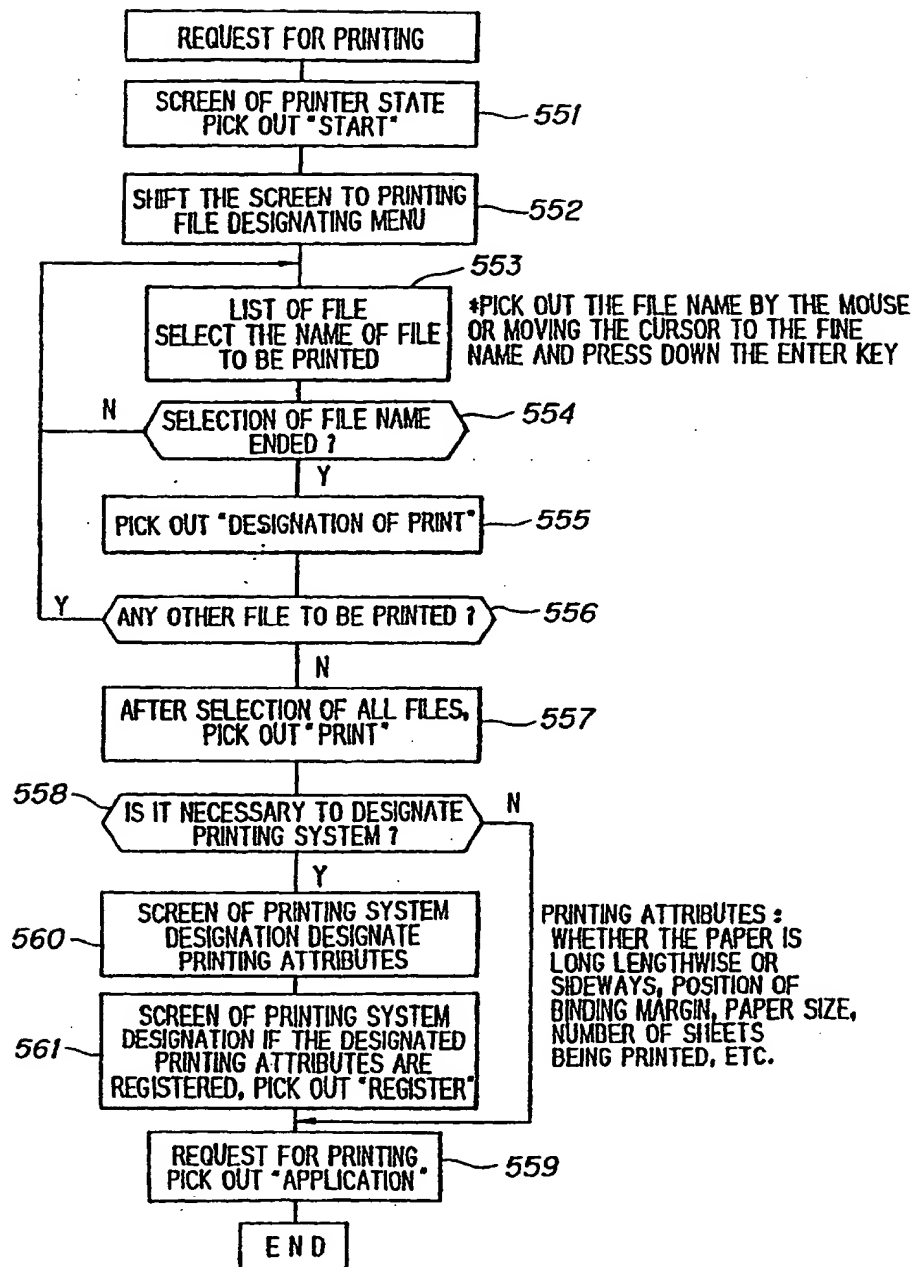 REQUEST FOR PRINTING
SCREEN OF PRINTER STATE
PICK OUT "START"
551
SHIFT THE SCREEN TO PRINTING
FILE DESIGNATING MENU
552
553
LIST OF FILE
SELECT THE NAME OF FILE
TO BE PRINTED
*PICK OUT THE FILE NAME BY THE MOUSE
OR MOVING THE CURSOR TO THE FINE
NAME AND PRESS DOWN THE ENTER KEY
N
SELECTION OF FILE NAME
ENDED ?
554
Y
PICK OUT "DESIGNATION OF PRINT"
555
Y
ANY OTHER FILE TO BE PRINTED ?
556
N
AFTER SELECTION OF ALL FILES,
PICK OUT "PRINT"
557
558
IS IT NECESSARY TO DESIGNATE
PRINTING SYSTEM ?
N
Y
560
SCREEN OF PRINTING SYSTEM
DESIGNATION DESIGNATE
PRINTING ATTRIBUTES
PRINTING ATTRIBUTES :
WHETHER THE PAPER IS
LONG LENGTHWISE OR
SIDEWAYS, POSITION OF
BINDING MARGIN, PAPER SIZE,
NUMBER OF SHEETS
BEING PRINTED, ETC.
561
SCREEN OF PRINTING SYSTEM
DESIGNATION IF THE DESIGNATED
PRINTING ATTRIBUTES ARE
REGISTERED, PICK OUT "REGISTER"
REQUEST FOR PRINTING
PICK OUT "APPLICATION"
559
END